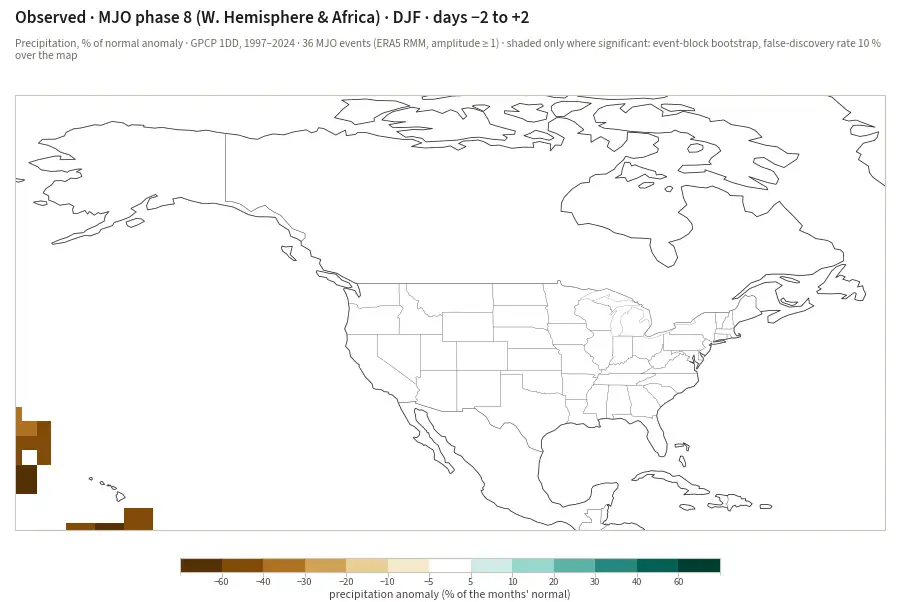 Observed · MJO phase 8 (W. Hemisphere & Africa) · DJF · days −2 to +2
Precipitation, % of normal anomaly · GPCP 1DD, 1997–2024 · 36 MJO events (ERA5 RMM, amplitude ≥ 1) · shaded only where significant: event-block bootstrap, false-discovery rate 10 %
over the map
−60 −40 −30 −20 −10 −5 5 10 20 30 40 60
precipitation anomaly (% of the months' normal)